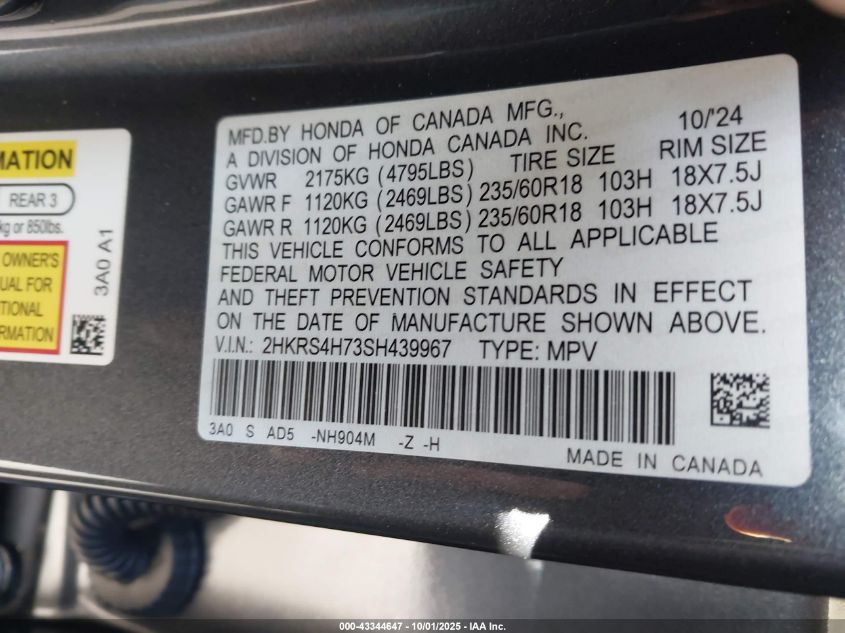 MATION
REAR 3
kg or 850lbs.
OWNER'S
UAL FOR
TIONAL
ORMATION
3A0 A1
MFD.BY HONDA OF CANADA MFG., 10/'24
A DIVISION OF HONDA CANADA INC.
GVWR 2175KG (4795LBS) TIRE SIZE RIM SIZE
GAWR F 1120KG (2469LBS) 235/60R18 103H 18X7.5J
GAWR R 1120KG (2469LBS) 235/60R18 103H 18X7.5J
THIS VEHICLE CONFORMS TO ALL APPLICABLE
FEDERAL MOTOR VEHICLE SAFETY
AND THEFT PREVENTION STANDARDS IN EFFECT
ON THE DATE OF MANUFACTURE SHOWN ABOVE.
V.I.N.: 2HKRS4H73SH439967 TYPE: MPV
3A0 S AD5 -NH904M -Z -H
MADE IN CANADA
000-43344647 - 10/01/2025 - IAA Inc.